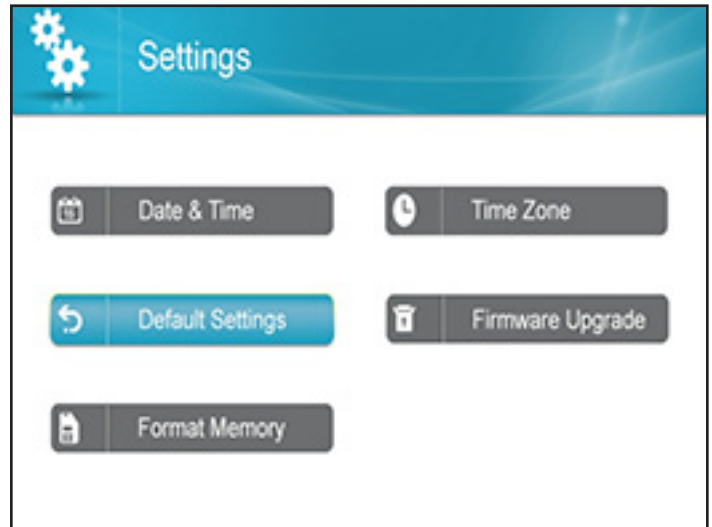 Settings
Date & Time
Time Zone
Default Settings
Firmware Upgrade
Format Memory